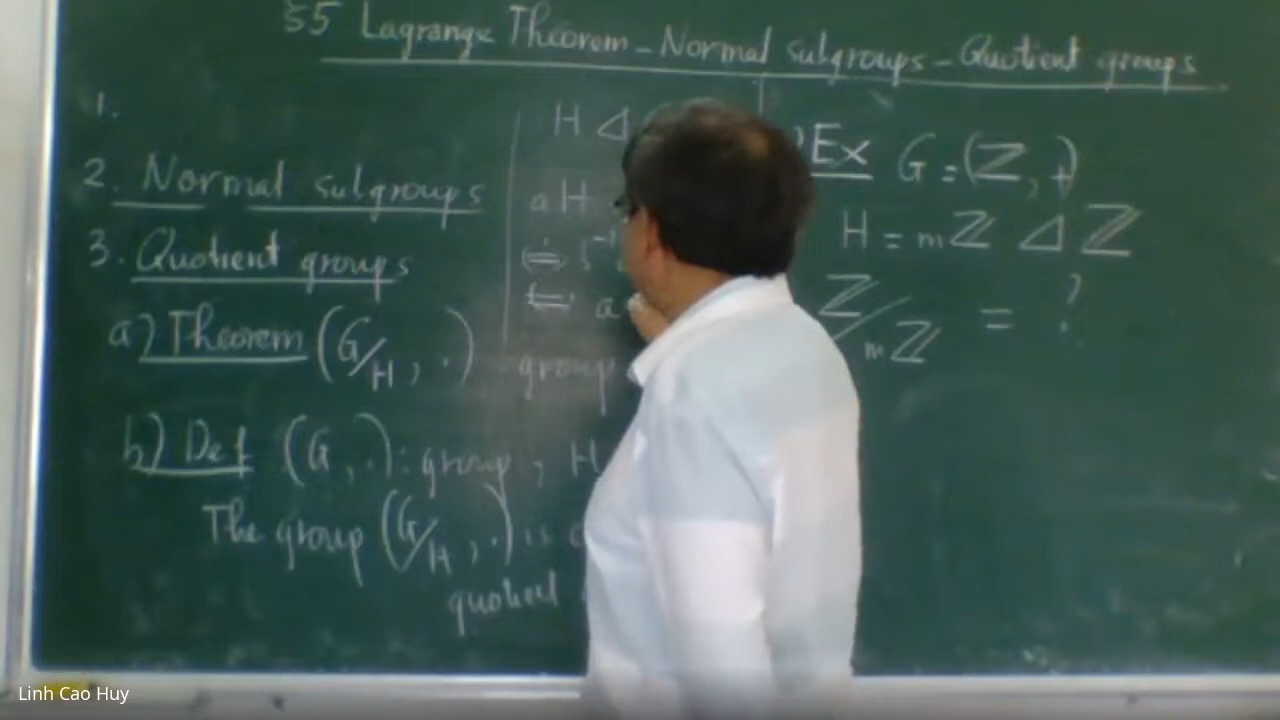 §5 Lagrange Theorem - Normal subgroups - Quotient groups
1.
2. Normal subgroups
3. Quotient groups
a) Theorem (G/H, ·) group
b) Def (G, ·): group, H
The group (G/H, ·) is
quotient
H Δ
aH
⇔
⇐ a
Ex G = (Z, +)
H = mℤ Δ ℤ
ℤ/mℤ = ?
Linh Cao Huy